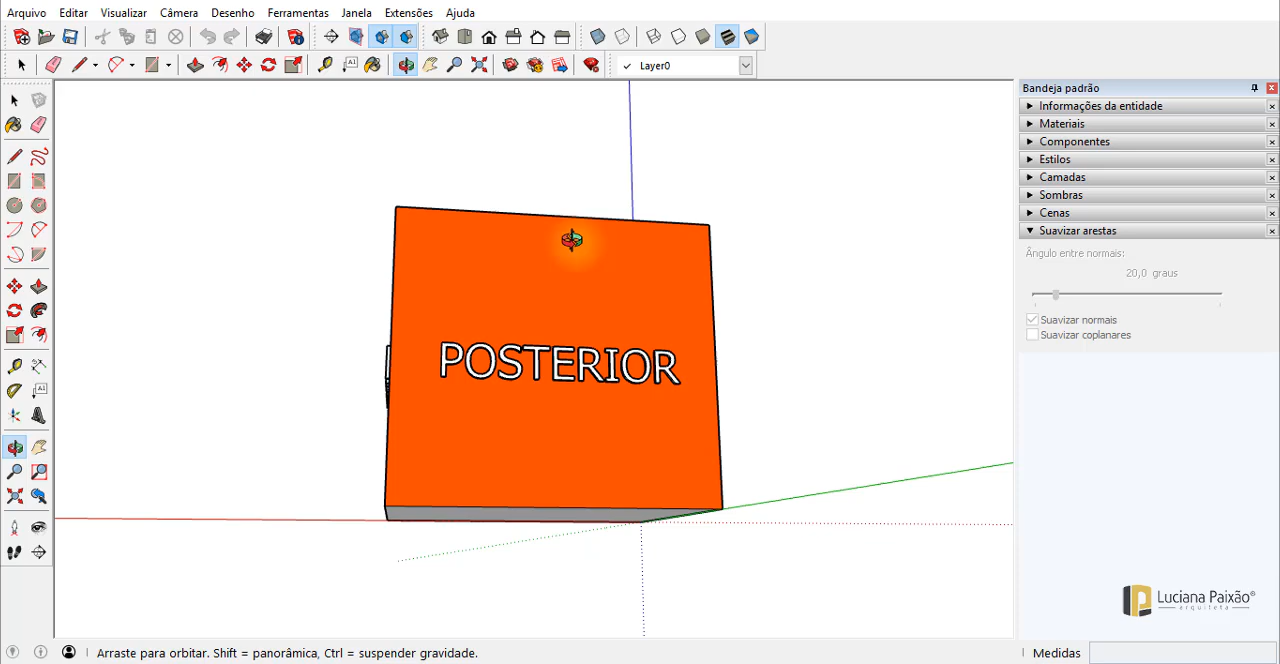 Arquivo Editar Visualizar Câmera Desenho Ferramentas Janela Extensões Ajuda
Layer0
Bandeja padrão
Informações da entidade
Materiais
Componentes
Estilos
Camadas
Sombras
Cenas
Suavizar arestas
Ângulo entre normais:
20,0 graus
Suavizar normais
Suavizar coplanares
POSTERIOR
Luciana Paixão®
arquiteta
Arraste para orbitar. Shift = panorâmica, Ctrl = suspender gravidade.
Medidas